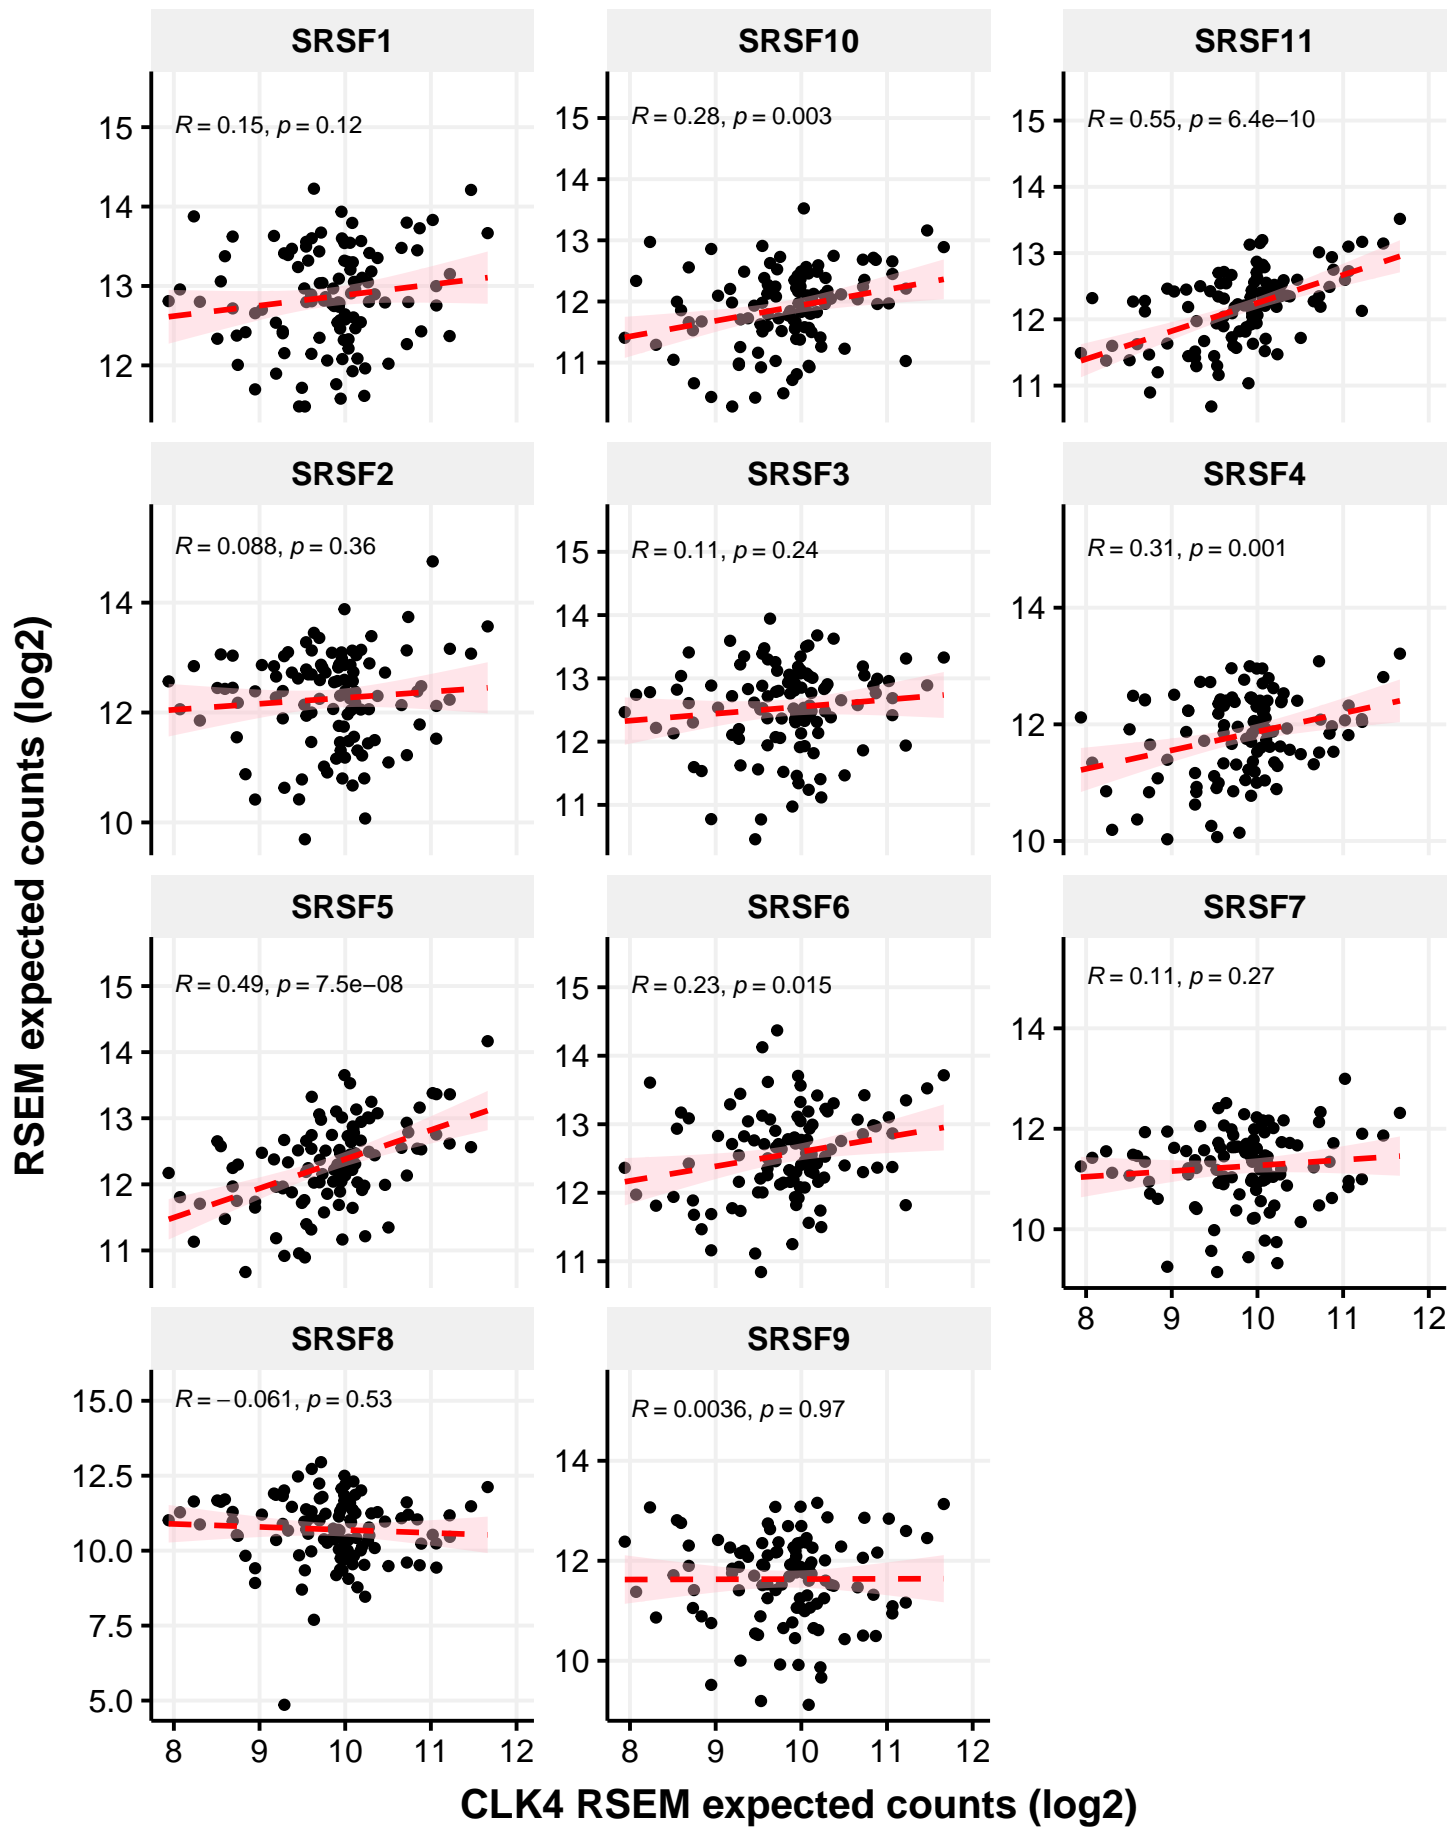 SRSF1
SRSF10
SRSF11
15
14
13
12
R = 0.15, p = 0.12
15
14
13
12
11
R = 0.28, p = 0.003
15
14
13
12
11
R = 0.55, p = 6.4e−10
SRSF2
SRSF3
SRSF4
14
12
10
R = 0.088, p = 0.36
15
14
13
12
11
R = 0.11, p = 0.24
14
12
10
R = 0.31, p = 0.001
SRSF5
SRSF6
SRSF7
15
14
13
12
11
R = 0.49, p = 7.5e−08
15
14
13
12
11
R = 0.23, p = 0.015
14
12
10
R = 0.11, p = 0.27
8 9 10 11 12
SRSF8
SRSF9
15.0
12.5
10.0
7.5
5.0
R = −0.061, p = 0.53
8 9 10 11 12
14
12
10
R = 0.0036, p = 0.97
8 9 10 11 12
RSEM expected counts (log2)
CLK4 RSEM expected counts (log2)